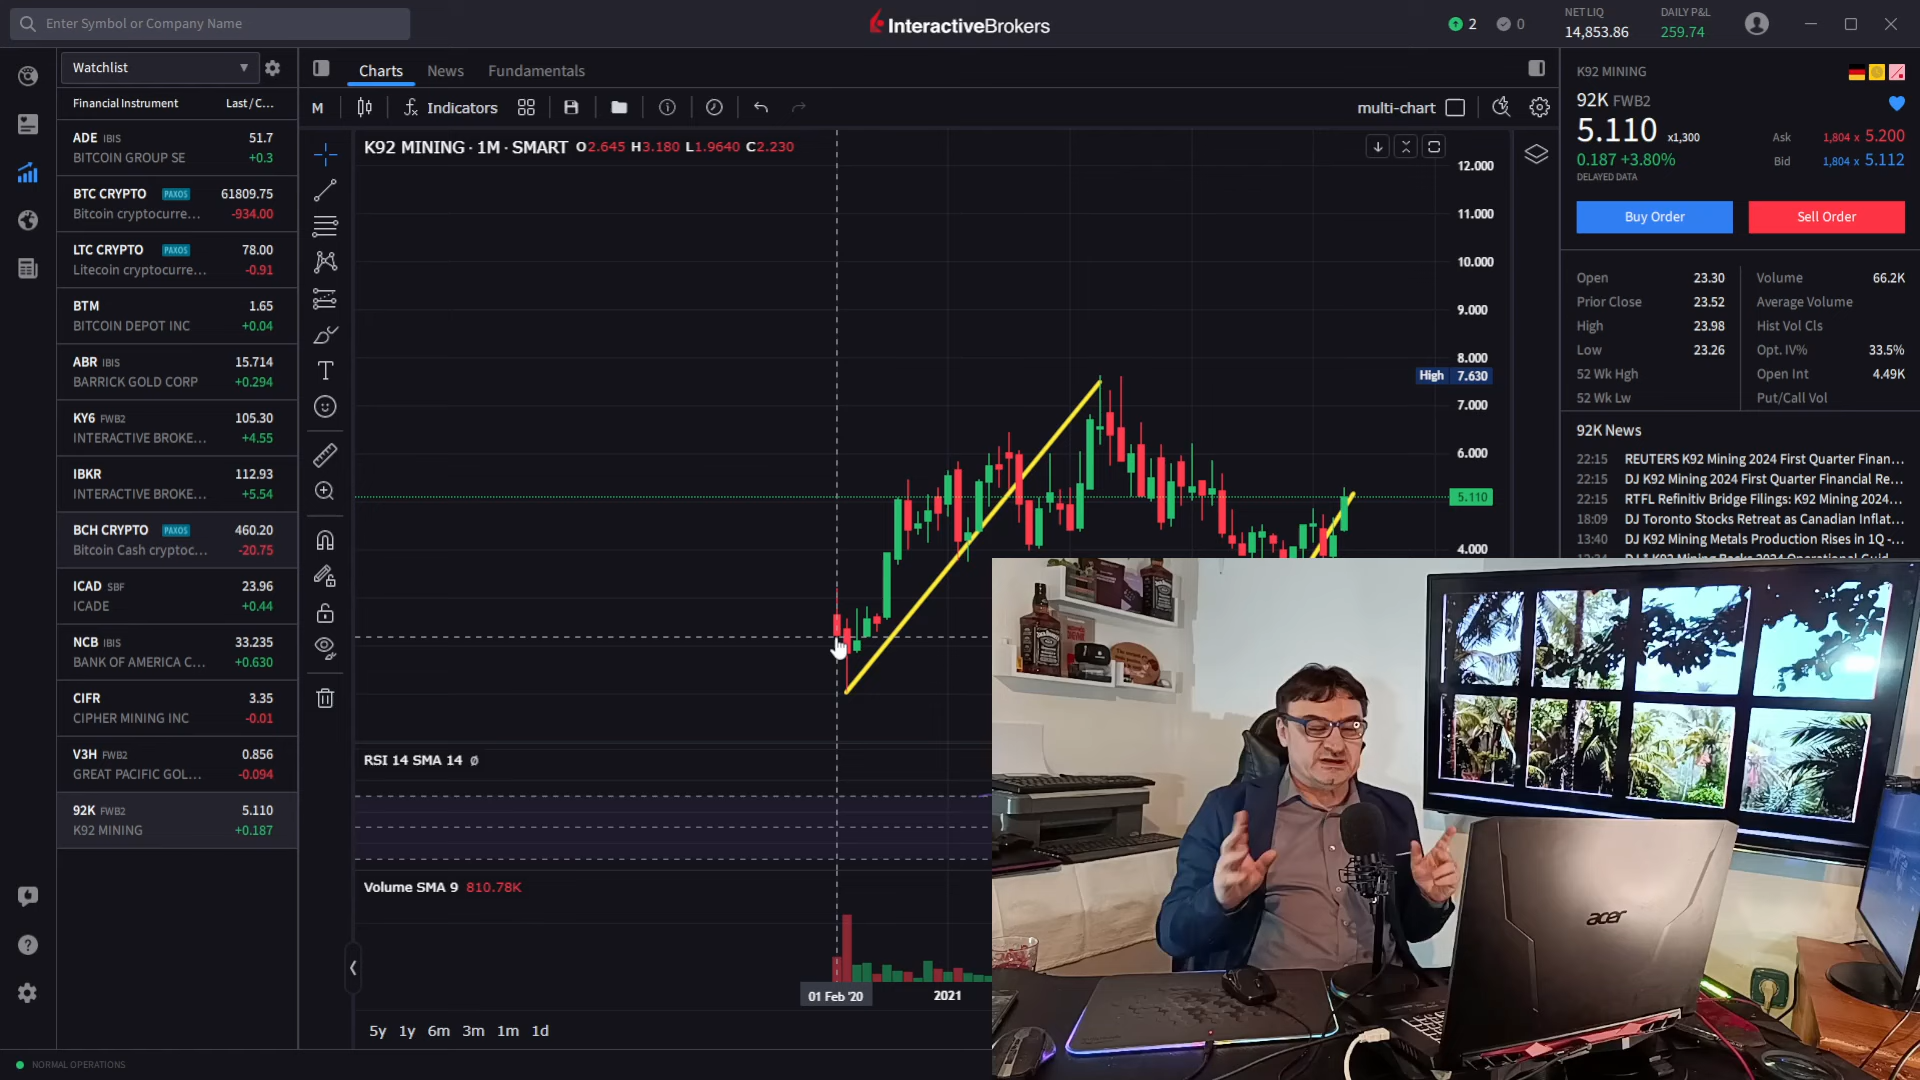 Enter Symbol or Company Name
InteractiveBrokers
2
0
NET LIQ
14,853.86
DAILY P&L
259.74
Watchlist
Financial Instrument Last / C...
ADE IBIS 51.7
BITCOIN GROUP SE +0.3
BTC CRYPTO PAXOS 61809.75
Bitcoin cryptocurre... -934.00
LTC CRYPTO PAXOS 78.00
Litecoin cryptocurre... -0.91
BTM 1.65
BITCOIN DEPOT INC +0.04
ABR IBIS 15.714
BARRICK GOLD CORP +0.294
KY6 FWB2 105.30
INTERACTIVE BROKE... +4.55
IBKR 112.93
INTERACTIVE BROKE... +5.54
BCH CRYPTO PAXOS 460.20
Bitcoin Cash cryptoc... -20.75
ICAD SBF 23.96
ICADE +0.44
NCB IBIS 33.235
BANK OF AMERICA C... +0.630
CIFR 3.35
CIPHER MINING INC -0.01
V3H FWB2 0.856
GREAT PACIFIC GOL... -0.094
92K FWB2 5.110
K92 MINING +0.187
NORMAL OPERATIONS
Charts News Fundamentals
M Indicators multi-chart
K92 MINING · 1M · SMART O2.645 H3.180 L1.9640 C2.230
12.000
11.000
10.000
9.000
8.000
High 7.630
7.000
6.000
5.110
4.000
RSI 14 SMA 14 Ø
Volume SMA 9 810.78K
01 Feb '20 2021
5y 1y 6m 3m 1m 1d
K92 MINING
92K FWB2
5.110 x1,300
0.187 +3.80%
DELAYED DATA
Ask 1,804 x 5.200
Bid 1,804 x 5.112
Buy Order
Sell Order
Open 23.30
Prior Close 23.52
High 23.98
Low 23.26
52 Wk Hgh
52 Wk Lw
Volume 66.2K
Average Volume
Hist Vol Cls
Opt. IV% 33.5%
Open Int 4.49K
Put/Call Vol
92K News
22:15 REUTERS K92 Mining 2024 First Quarter Finan...
22:15 DJ K92 Mining 2024 First Quarter Financial Re...
22:15 RTFL Refinitiv Bridge Filings: K92 Mining 2024...
18:09 DJ Toronto Stocks Retreat as Canadian Inflat...
13:40 DJ K92 Mining Metals Production Rises in 1Q -...
acer